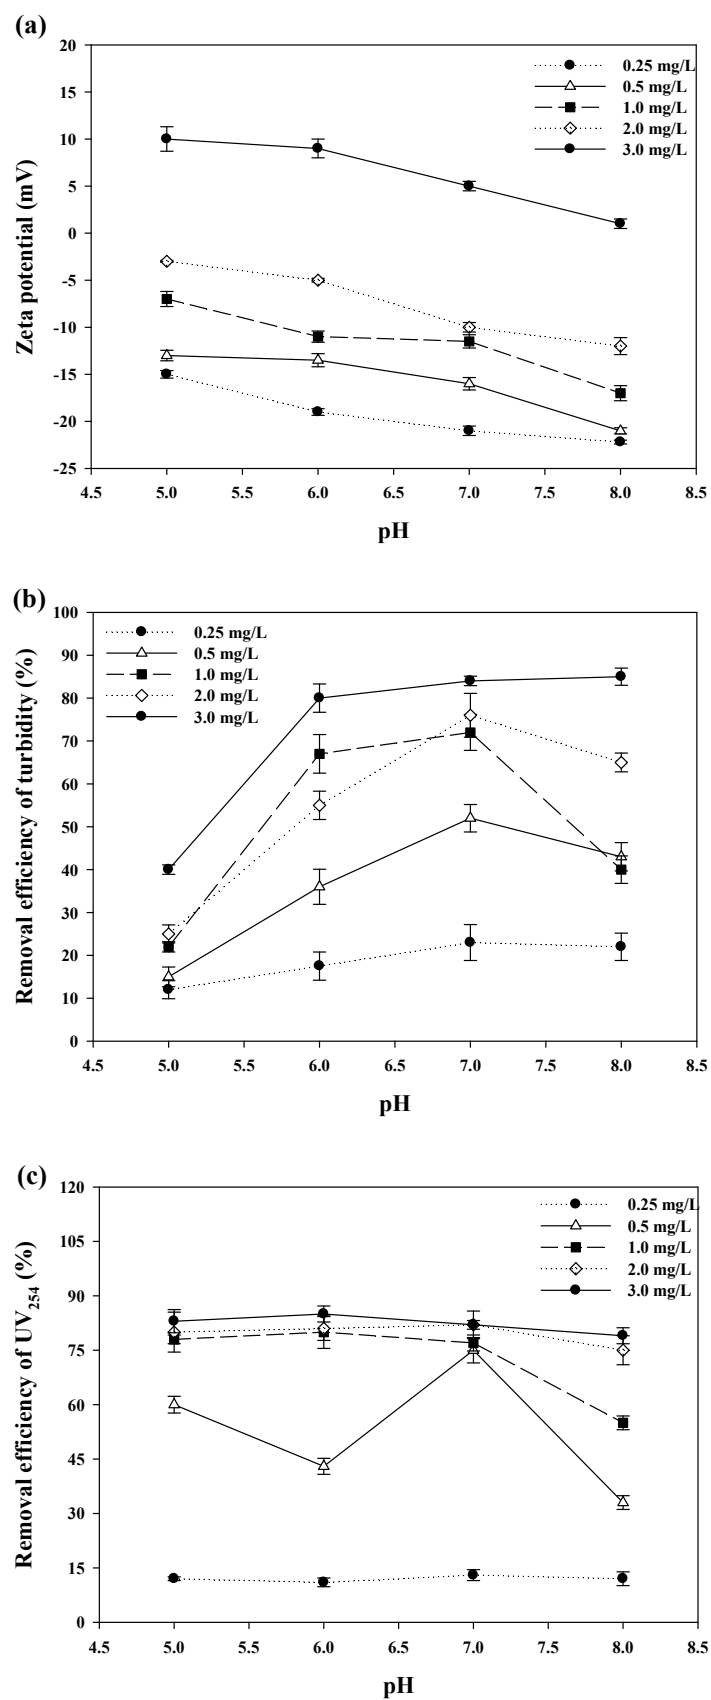 (a)
20
15
10
5
0
-5
-10
-15
-20
-25
Zeta potential (mV)
0.25 mg/L
0.5 mg/L
1.0 mg/L
2.0 mg/L
3.0 mg/L
4.5 5.0 5.5 6.0 6.5 7.0 7.5 8.0 8.5
pH
(b)
100
90
80
70
60
50
40
30
20
10
0
Removal efficiency of turbidity (%)
0.25 mg/L
0.5 mg/L
1.0 mg/L
2.0 mg/L
3.0 mg/L
4.5 5.0 5.5 6.0 6.5 7.0 7.5 8.0 8.5
pH
(c)
120
105
90
75
60
45
30
15
0
Removal efficiency of UV254 (%)
0.25 mg/L
0.5 mg/L
1.0 mg/L
2.0 mg/L
3.0 mg/L
4.5 5.0 5.5 6.0 6.5 7.0 7.5 8.0 8.5
pH